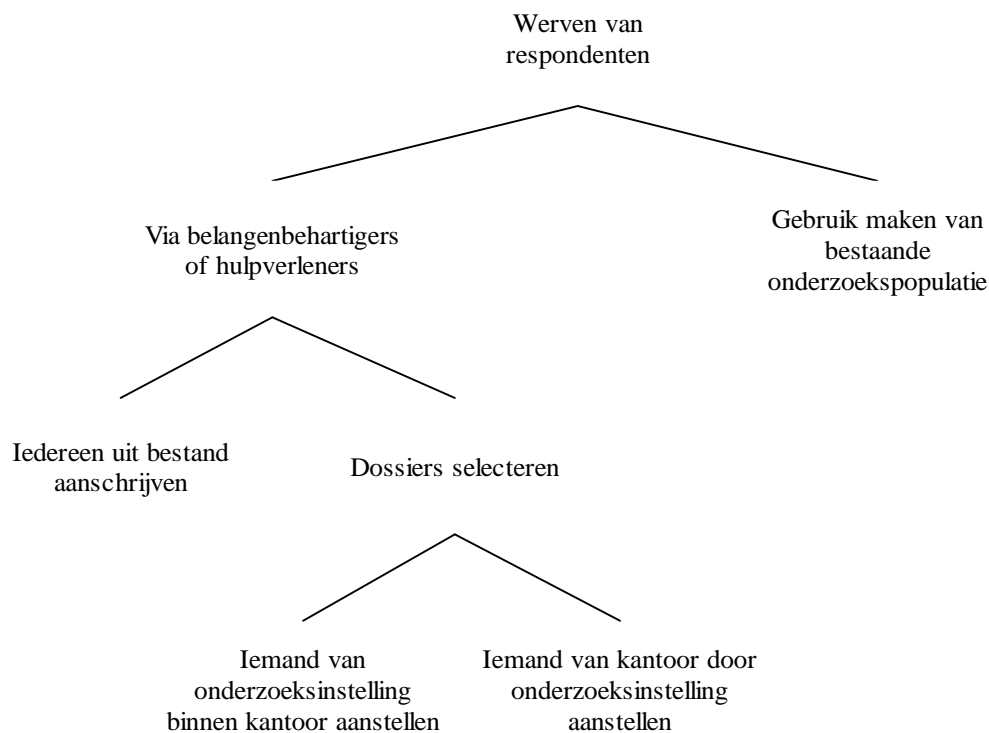 Werven van
respondenten
Via belangenbehartigers
of hulpverleners
Gebruik maken van
bestaande
onderzoekspopulatie
Iedereen uit bestand
aanschrijven
Dossiers selecteren
Iemand van
onderzoeksinstelling
binnen kantoor aanstellen
Iemand van kantoor door
onderzoeksinstelling
aanstellen